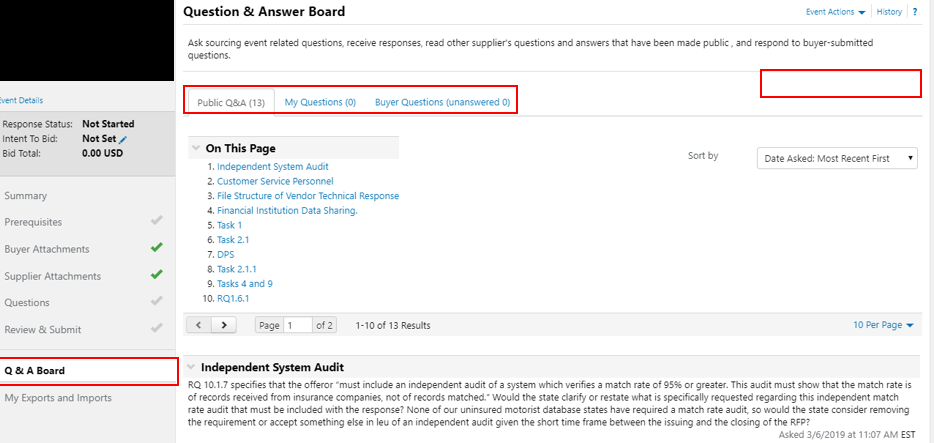 Question & Answer Board
Event Actions
History
?
Ask sourcing event related questions, receive responses, read other supplier's questions and answers that have been made public , and respond to buyer-submitted
questions.
Event Details
Response Status: Not Started
Intent To Bid: Not Set
Bid Total: 0.00 USD
Summary
Prerequisites
Buyer Attachments
Supplier Attachments
Questions
Review & Submit
Q & A Board
My Exports and Imports
Public Q&A (13)
My Questions (0)
Buyer Questions (unanswered 0)
On This Page
Sort by
Date Asked: Most Recent First
1. Independent System Audit
2. Customer Service Personnel
3. File Structure of Vendor Technical Response
4. Financial Institution Data Sharing.
5. Task 1
6. Task 2.1
7. DPS
8. Task 2.1.1
9. Tasks 4 and 9
10. RQ1.6.1
Page 1 of 2
1-10 of 13 Results
10 Per Page
Independent System Audit
RQ 10.1.7 specifies that the offeror "must include an independent audit of a system which verifies a match rate of 95% or greater. This audit must show that the match rate is
of records received from insurance companies, not of records matched." Would the state clarify or restate what is specifically requested regarding this independent match
rate audit that must be included with the response? None of our uninsured motorist database states have required a match rate audit, so would the state consider removing
the requirement or accept something else in leu of an independent audit given the short time frame between the issuing and the closing of the RFP?
Asked 3/6/2019 at 11:07 AM EST